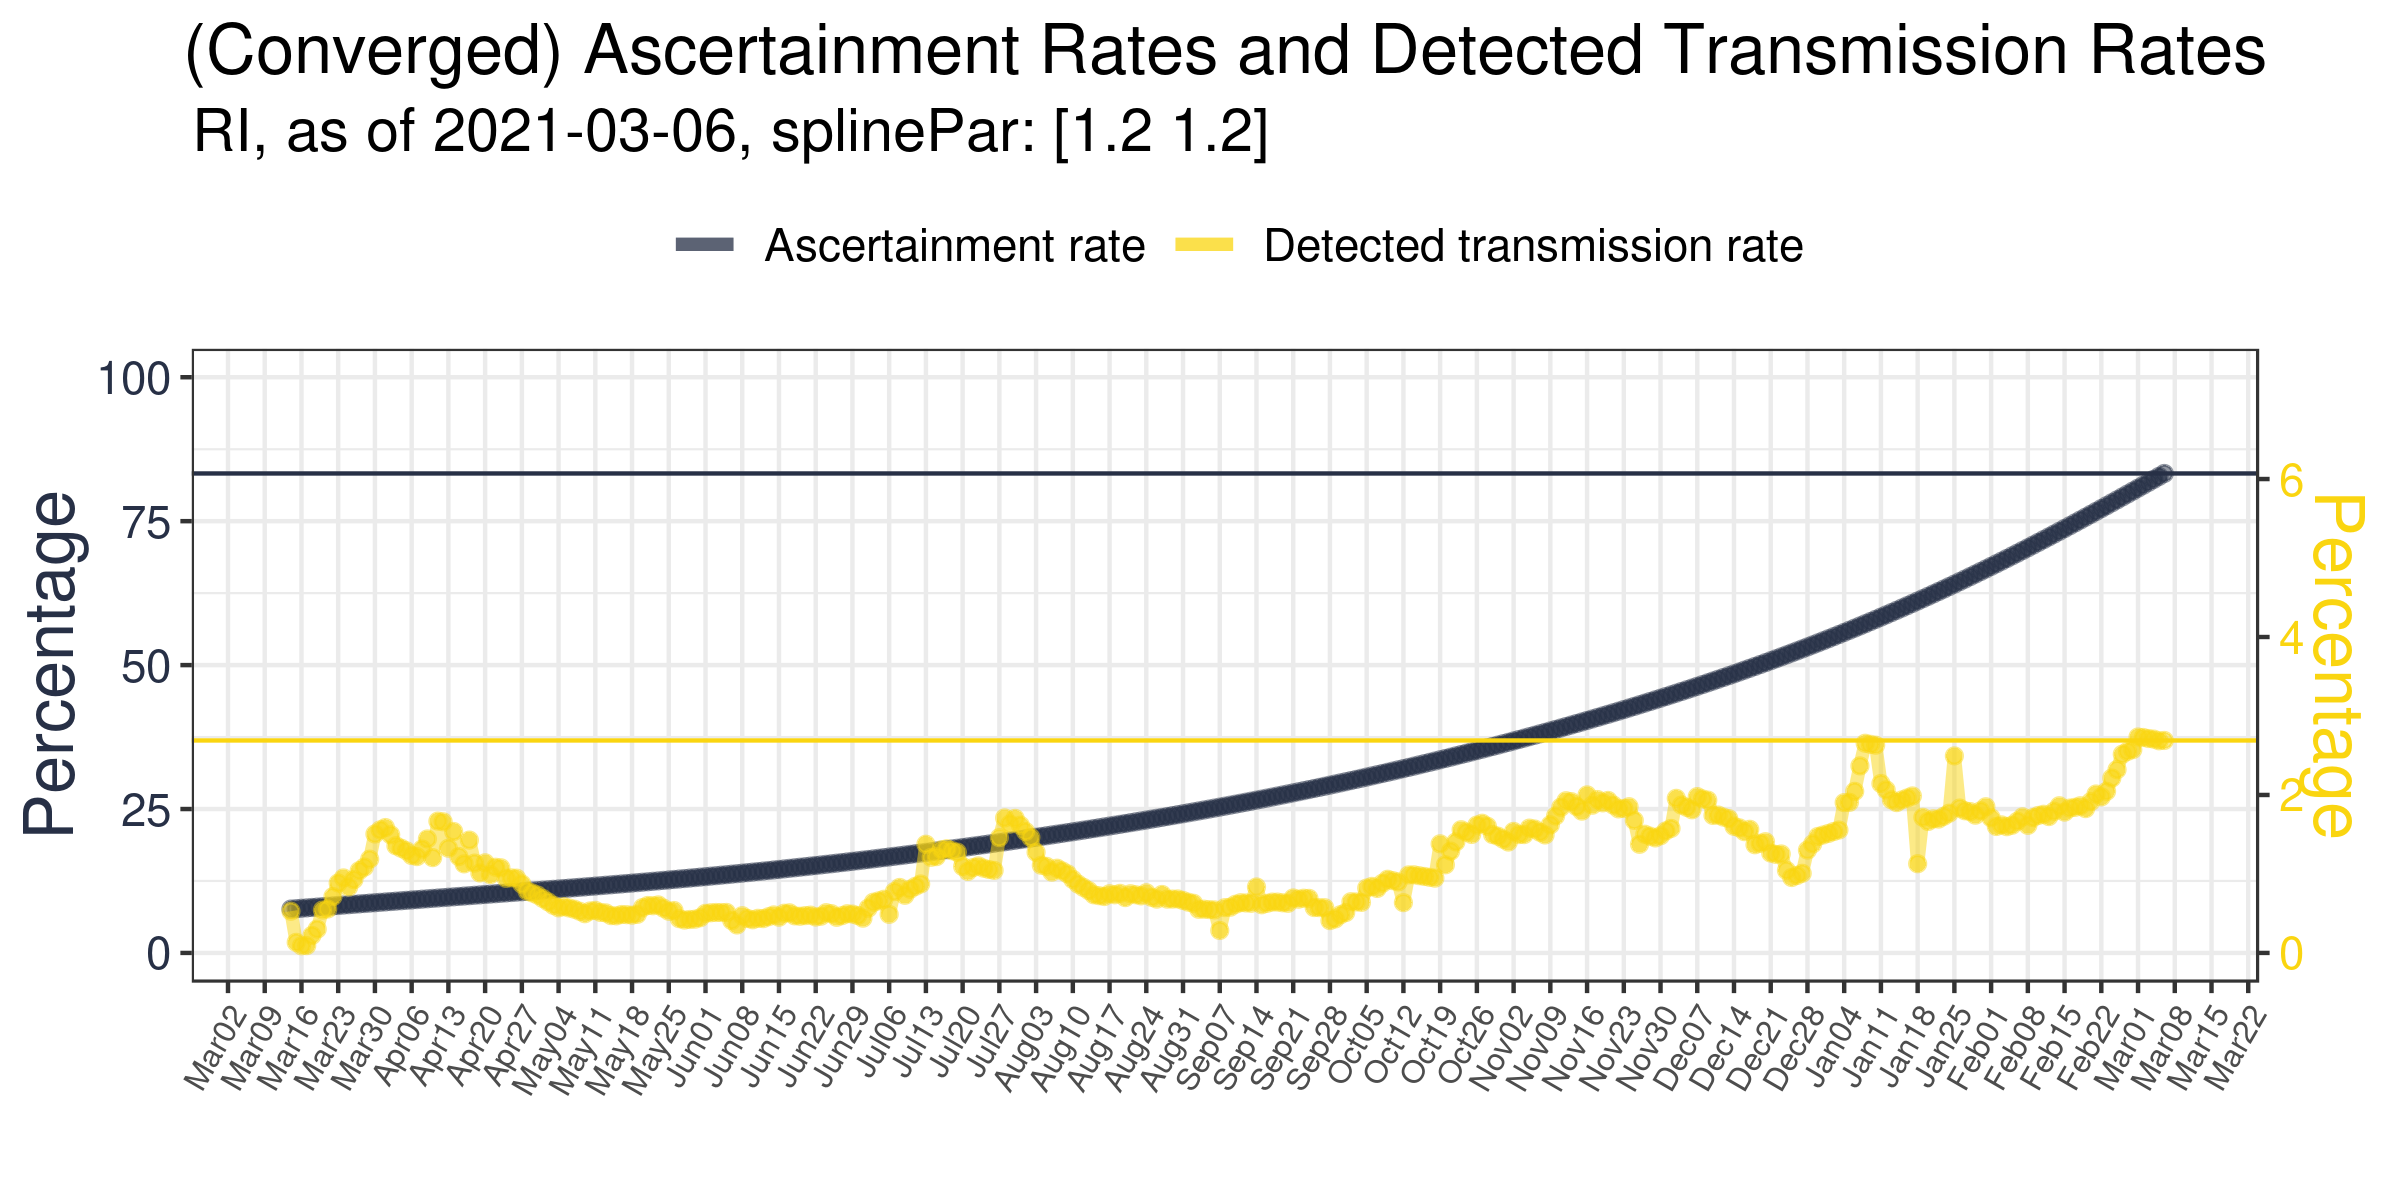 (Converged) Ascertainment Rates and Detected Transmission Rates
RI, as of 2021-03-06, splinePar: [1.2 1.2]
Ascertainment rate
Detected transmission rate
Percentage
100
75
50
25
0
6
4
2
0
Percentage
Mar02
Mar09
Mar16
Mar23
Mar30
Apr06
Apr13
Apr20
Apr27
May04
May11
May18
May25
Jun01
Jun08
Jun15
Jun22
Jun29
Jul06
Jul13
Jul20
Jul27
Aug03
Aug10
Aug17
Aug24
Aug31
Sep07
Sep14
Sep21
Sep28
Oct05
Oct12
Oct19
Oct26
Nov02
Nov09
Nov16
Nov23
Nov30
Dec07
Dec14
Dec21
Dec28
Jan04
Jan11
Jan18
Jan25
Feb01
Feb08
Feb15
Feb22
Mar01
Mar08
Mar15
Mar22